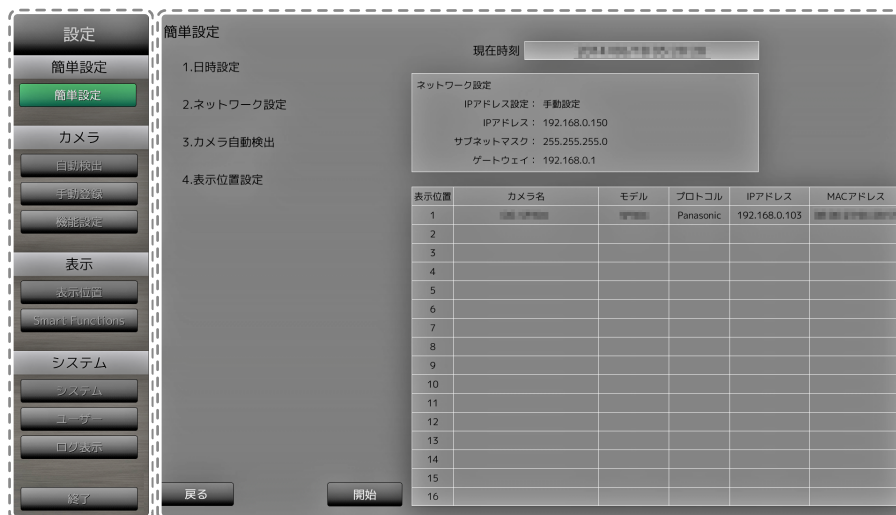 設定
簡単設定
簡単設定
カメラ
自動検出
手動登録
機能設定
表示
表示位置
Smart Functions
システム
システム
ユーザー
ログ表示
終了
簡単設定
1.日時設定
2.ネットワーク設定
3.カメラ自動検出
4.表示位置設定
戻る
開始
現在時刻
ネットワーク設定
IPアドレス設定： 手動設定
IPアドレス： 192.168.0.150
サブネットマスク： 255.255.255.0
ゲートウェイ： 192.168.0.1
表示位置 カメラ名 モデル プロトコル IPアドレス MACアドレス
1 Panasonic 192.168.0.103
2
3
4
5
6
7
8
9
10
11
12
13
14
15
16